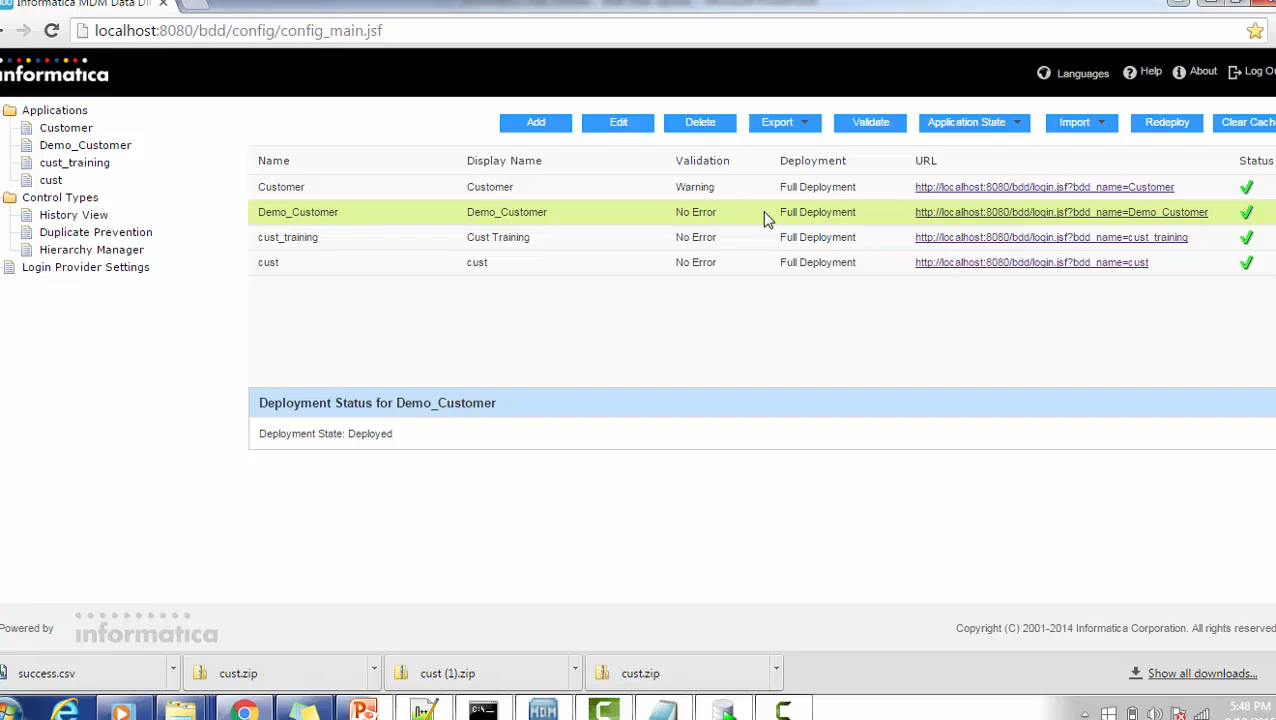 Informatica MDM Data Di
localhost:8080/bdd/config/config_main.jsf
informatica
Languages Help About Log Ou
Applications
Customer
Demo_Customer
cust_training
cust
Control Types
History View
Duplicate Prevention
Hierarchy Manager
Login Provider Settings
Add Edit Delete Export Validate Application State Import Redeploy Clear Cach
Name Display Name Validation Deployment URL Status
Customer Customer Warning Full Deployment http://localhost:8080/bdd/login.jsf?bdd_name=Customer
Demo_Customer Demo_Customer No Error Full Deployment http://localhost:8080/bdd/login.jsf?bdd_name=Demo_Customer
cust_training Cust Training No Error Full Deployment http://localhost:8080/bdd/login.jsf?bdd_name=cust_training
cust cust No Error Full Deployment http://localhost:8080/bdd/login.jsf?bdd_name=cust
Deployment Status for Demo_Customer
Deployment State: Deployed
Powered by informatica
Copyright (C) 2001-2014 Informatica Corporation. All rights reserved
success.csv cust.zip cust (1).zip cust.zip Show all downloads...
MDM
5:48 PM